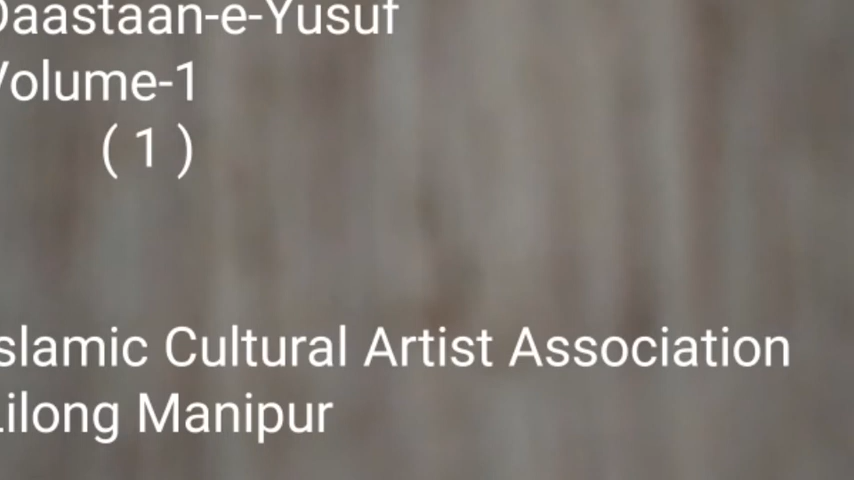 Daastaan-e-Yusuf
Volume-1
( 1 )
Islamic Cultural Artist Association
Lilong Manipur